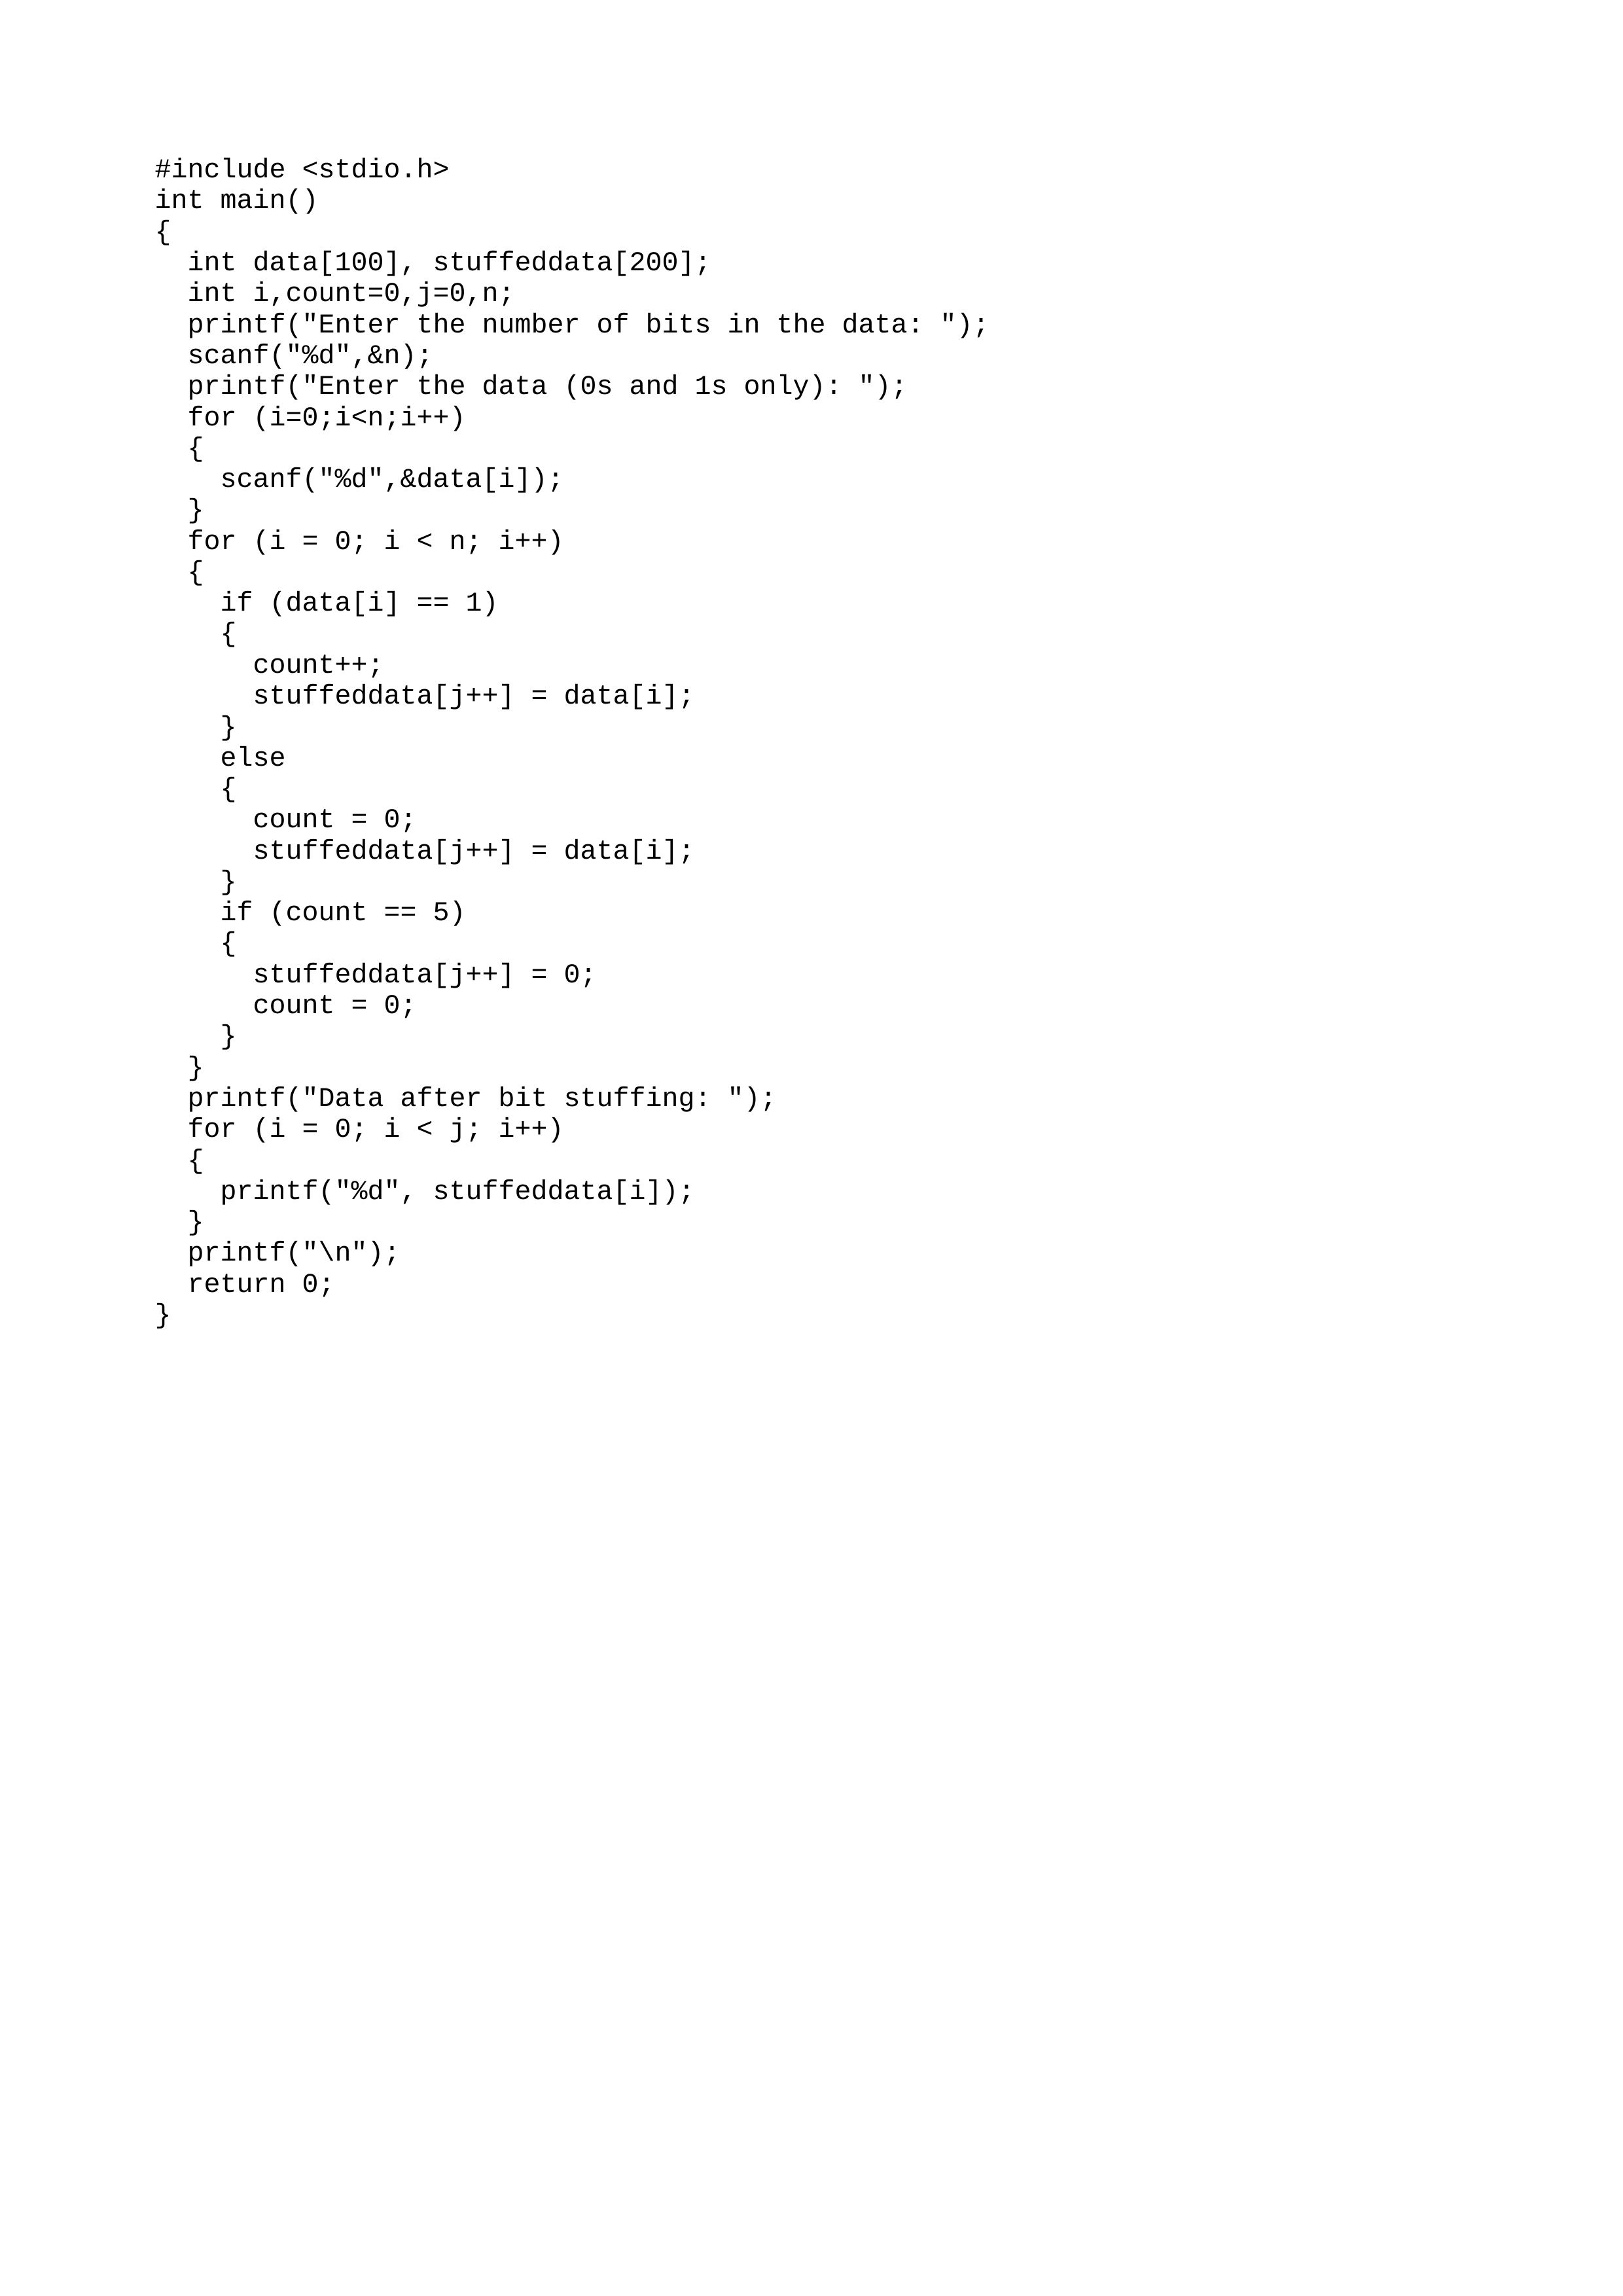 #include <stdio.h>
int main()
{
  int data[100], stuffeddata[200];
  int i,count=0,j=0,n;
  printf("Enter the number of bits in the data: ");
  scanf("%d",&n);
  printf("Enter the data (0s and 1s only): ");
  for (i=0;i<n;i++)
  {
    scanf("%d",&data[i]);
  }
  for (i = 0; i < n; i++)
  {
    if (data[i] == 1)
    {
      count++;
      stuffeddata[j++] = data[i];
    }
    else
    {
      count = 0;
      stuffeddata[j++] = data[i];
    }
    if (count == 5)
    {
      stuffeddata[j++] = 0;
      count = 0;
    }
  }
  printf("Data after bit stuffing: ");
  for (i = 0; i < j; i++)
  {
    printf("%d", stuffeddata[i]);
  }
  printf("\n");
  return 0;
}